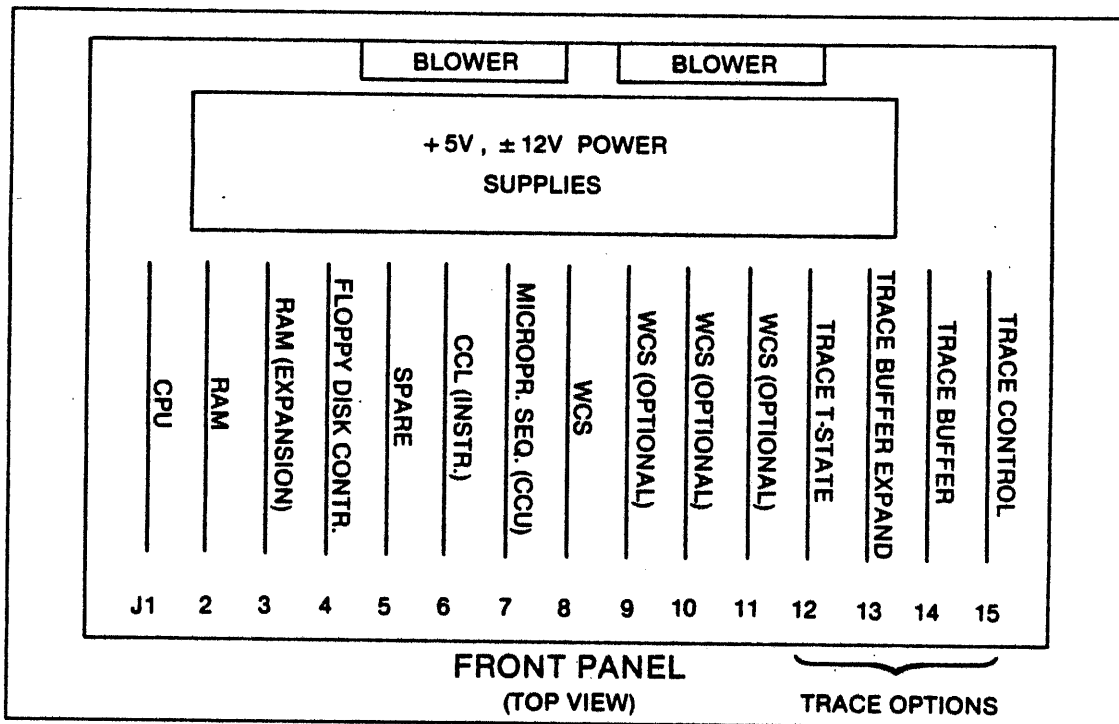 BLOWER
BLOWER
+5V, ±12V POWER
SUPPLIES
CPU
RAM
RAM (EXPANSION)
FLOPPY DISK CONTR.
SPARE
CCL (INSTR.)
MICROPR. SEQ. (CCU)
WCS
WCS (OPTIONAL)
WCS (OPTIONAL)
WCS (OPTIONAL)
TRACE T-STATE
TRACE BUFFER EXPAND
TRACE BUFFER
TRACE CONTROL
J1 2 3 4 5 6 7 8 9 10 11 12 13 14 15
FRONT PANEL
(TOP VIEW)
TRACE OPTIONS